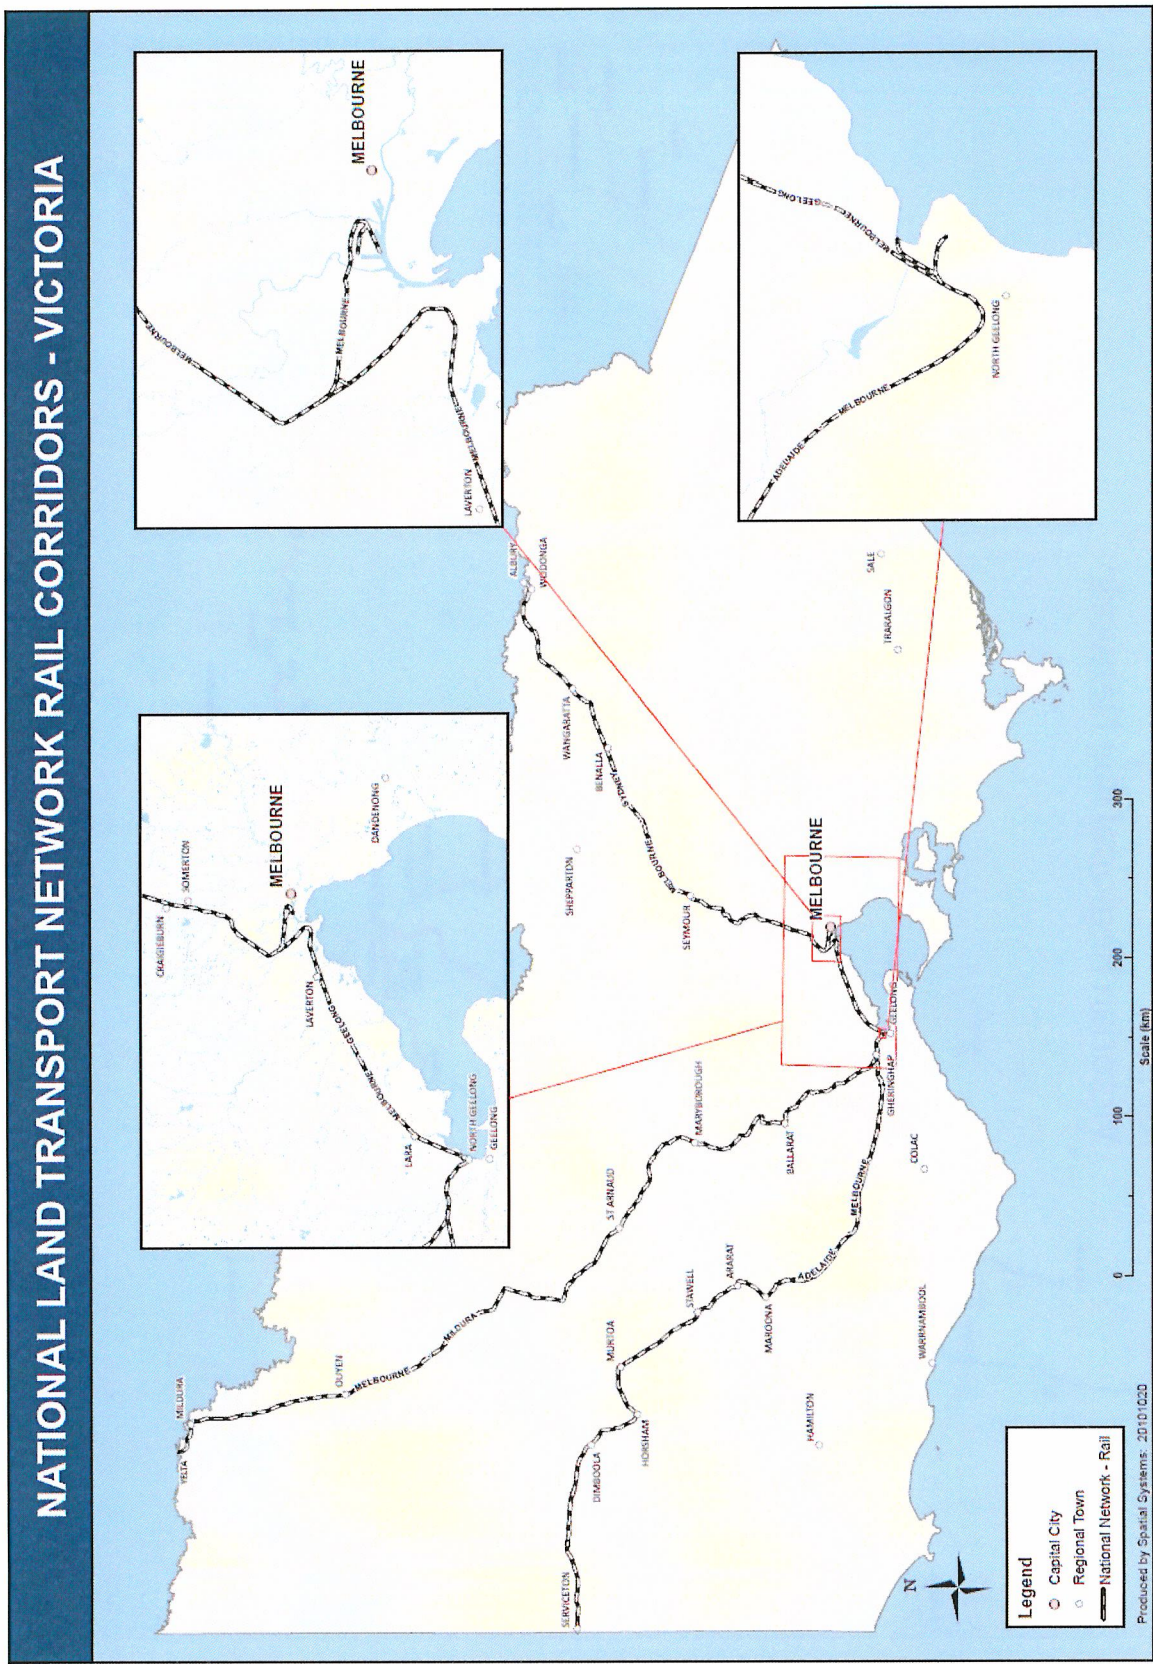 NATIONAL LAND TRANSPORT NETWORK RAIL CORRIDORS - VICTORIA
CRAIGIEBURN
SOMERTON
MELBOURNE
DANDENONG
LAVERTON
MELBOURNE
GEELONG
LARA
NORTH GEELONG
GEELONG
MELBOURNE
MELBOURNE
MELBOURNE
LAVERTON
MELBOURNE
YELTA
MILDURA
OUYEN
MELBOURNE
MILDURA
ST ARNAUD
MARYBOROUGH
BALLARAT
SERVICETON
DIMBOOLA
HORSHAM
MURTOA
STAWELL
ARARAT
MAROONA
ADELAIDE
MELBOURNE
GHERINGHAP
GEELONG
HAMILTON
WARRNAMBOOL
COLAC
MELBOURNE
SEYMOUR
SHEPPARTON
MELBOURNE
SYDNEY
BENALLA
WANGARATTA
ALBURY
WODONGA
TRARALGON
SALE
GEELONG
MELBOURNE
ADELAIDE
MELBOURNE
NORTH GEELONG
N
Legend
Capital City
Regional Town
National Network - Rail
0 100 200 300
Scale (km)
Produced by Spatial Systems: 20101020